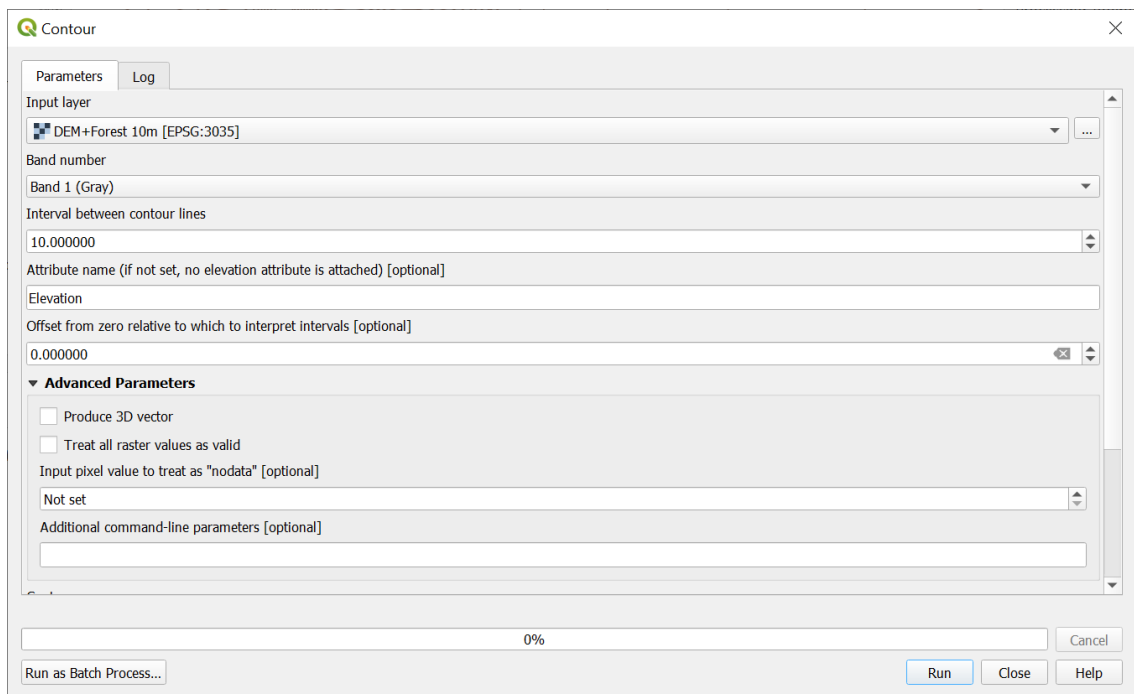 Contour
Parameters
Log
Input layer
DEM+Forest 10m [EPSG:3035]
...
Band number
Band 1 (Gray)
Interval between contour lines
10.000000
Attribute name (if not set, no elevation attribute is attached) [optional]
Elevation
Offset from zero relative to which to interpret intervals [optional]
0.000000
Advanced Parameters
Produce 3D vector
Treat all raster values as valid
Input pixel value to treat as "nodata" [optional]
Not set
Additional command-line parameters [optional]
0%
Cancel
Run as Batch Process...
Run
Close
Help